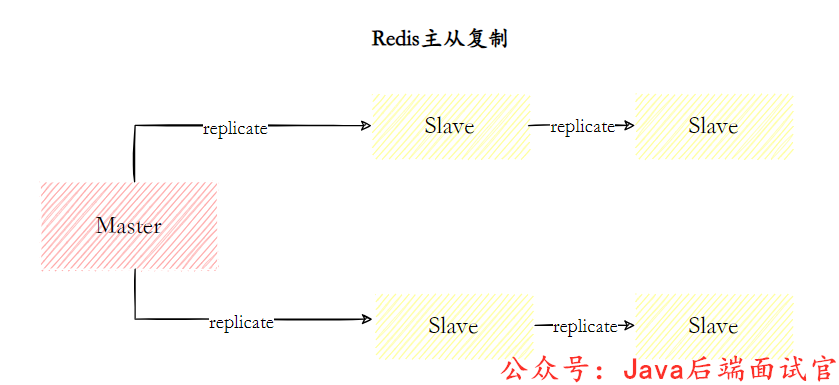 Redis主从复制
replicate
Slave
replicate
Slave
Master
replicate
Slave
replicate
Slave
公众号：Java后端面试官